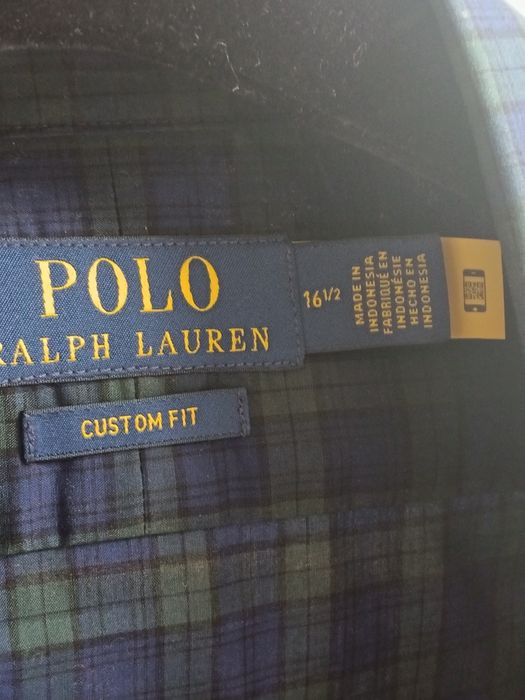 POLO
RALPH LAUREN
16 1/2
MADE IN
INDONESIA
FABRIQUÉ EN
INDONÉSIE
HECHO EN
INDONESIA
CUSTOM FIT